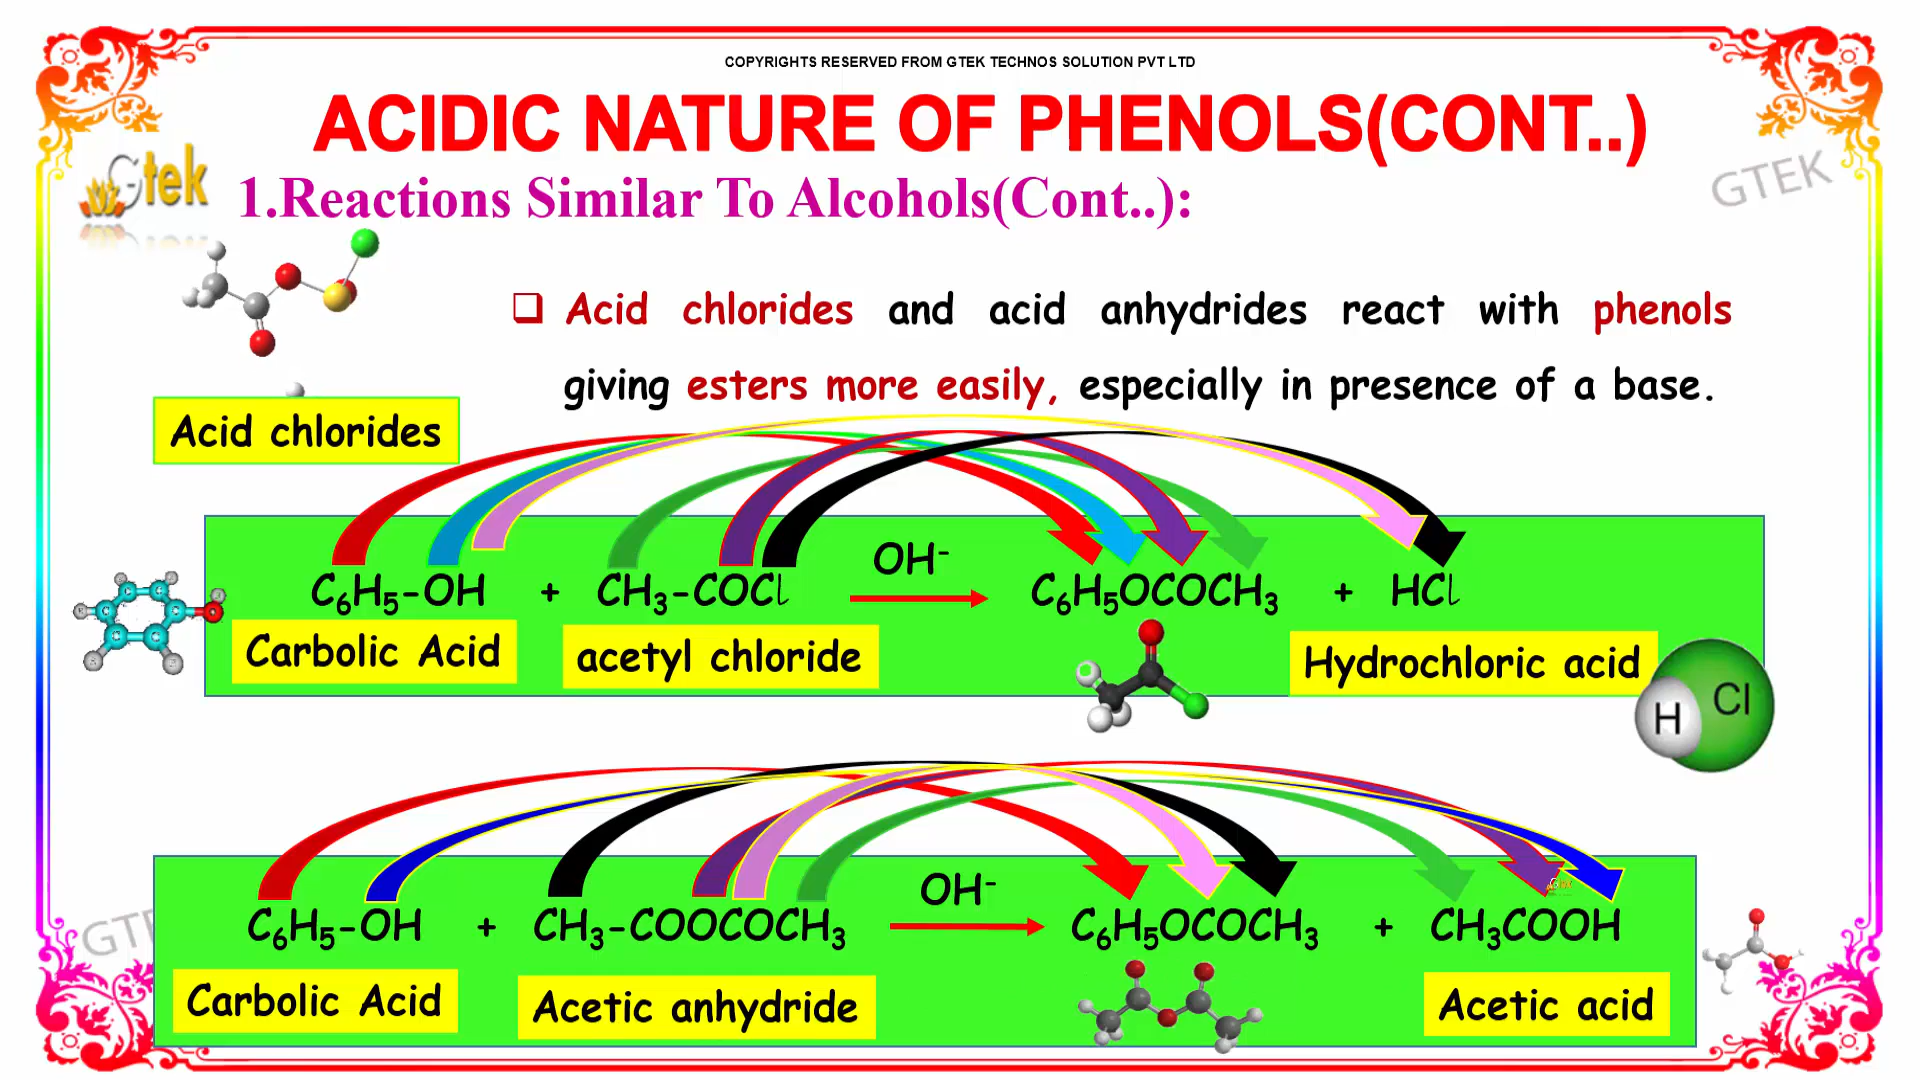 COPYRIGHTS RESERVED FROM GTEK TECHNOS SOLUTION PVT LTD
ACIDIC NATURE OF PHENOLS(CONT..)
Gtek
1.Reactions Similar To Alcohols(Cont..):
GTEK
❑ Acid chlorides and acid anhydrides react with phenols
giving esters more easily, especially in presence of a base.
Acid chlorides
OH⁻
C₆H₅-OH + CH₃-COCl C₆H₅OCOCH₃ + HCl
Carbolic Acid acetyl chloride Hydrochloric acid
H Cl
OH⁻
C₆H₅-OH + CH₃-COOCOCH₃ C₆H₅OCOCH₃ + CH₃COOH
GT
Carbolic Acid Acetic anhydride Acetic acid